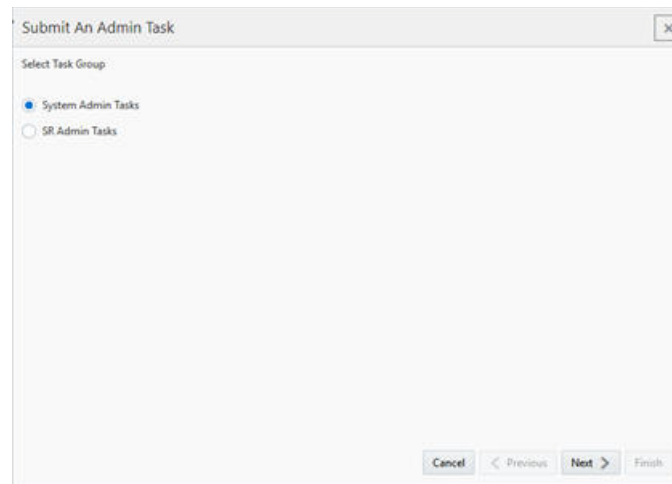 Submit An Admin Task
Select Task Group
System Admin Tasks
SR Admin Tasks
Cancel
Previous
Next
Finish